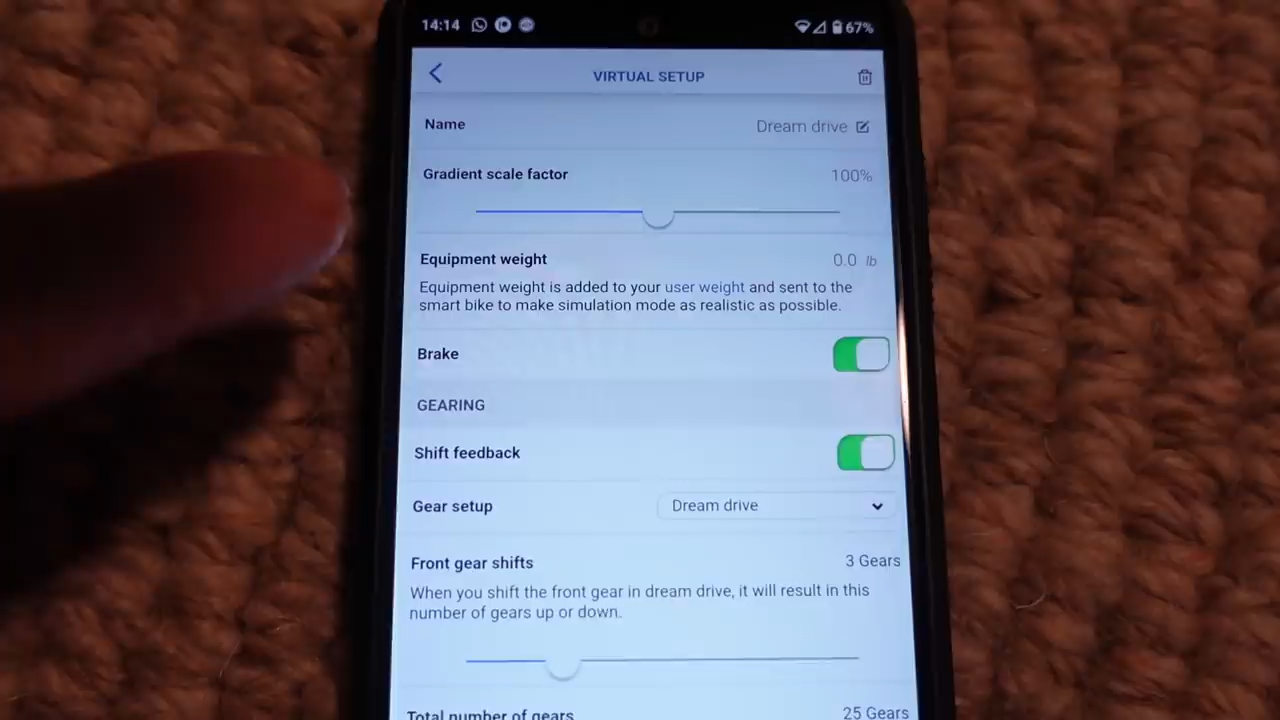 14:14 67%
VIRTUAL SETUP
Name Dream drive
Gradient scale factor 100%
Equipment weight 0.0 lb
Equipment weight is added to your user weight and sent to the
smart bike to make simulation mode as realistic as possible.
Brake
GEARING
Shift feedback
Gear setup Dream drive
Front gear shifts 3 Gears
When you shift the front gear in dream drive, it will result in this
number of gears up or down.
Total number of gears 25 Gears